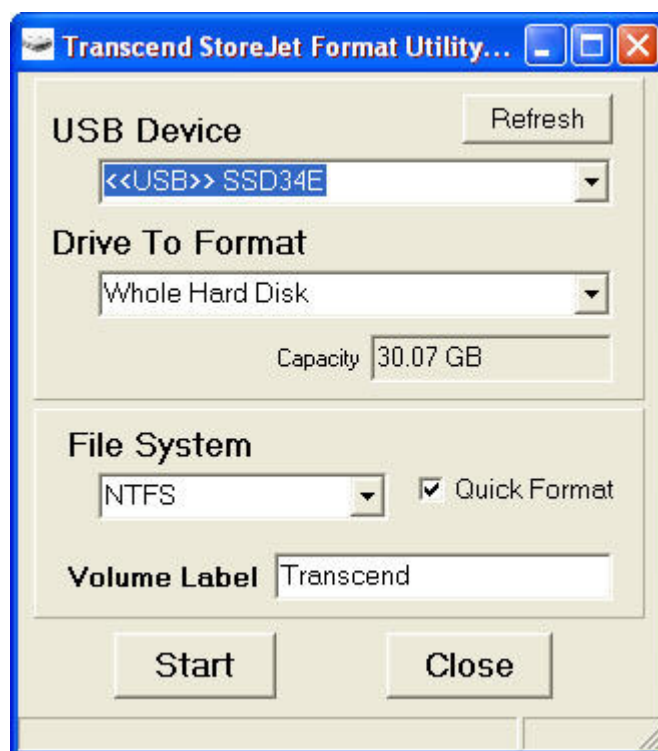 Transcend StoreJet Format Utility...
Refresh
USB Device
<<USB>> SSD34E
Drive To Format
Whole Hard Disk
Capacity 30.07 GB
File System
NTFS
Quick Format
Volume Label Transcend
Start Close